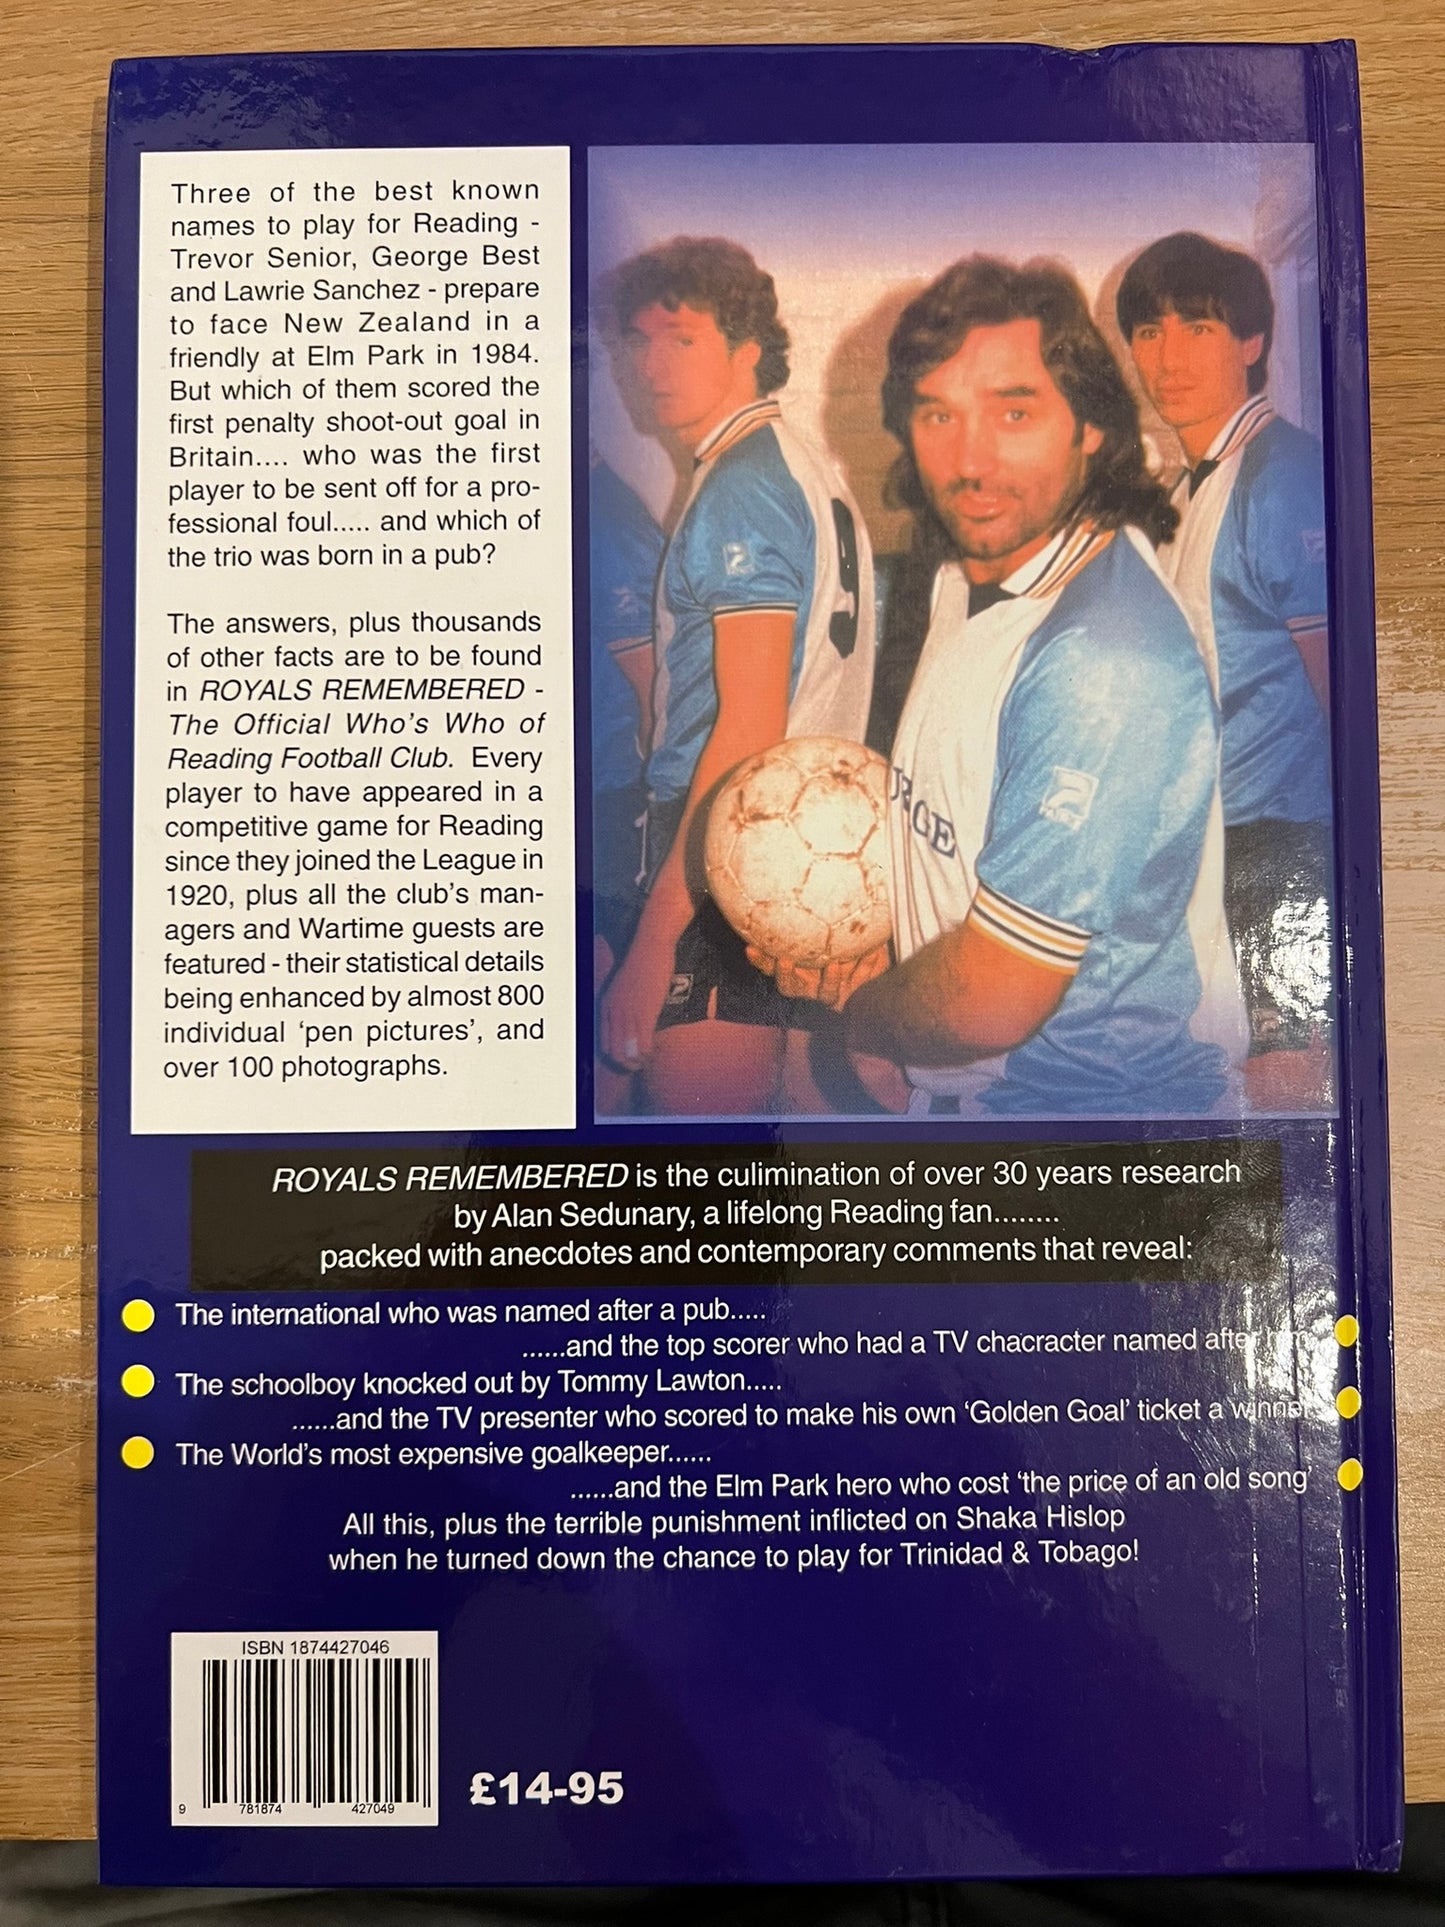 Three of the best known
names to play for Reading -
Trevor Senior, George Best
and Lawrie Sanchez - prepare
to face New Zealand in a
friendly at Elm Park in 1984.
But which of them scored the
first penalty shoot-out goal in
Britain.... who was the first
player to be sent off for a pro-
fessional foul..... and which of
the trio was born in a pub?
The answers, plus thousands
of other facts are to be found
in ROYALS REMEMBERED -
The Official Who's Who of
Reading Football Club. Every
player to have appeared in a
competitive game for Reading
since they joined the League in
1920, plus all the club's man-
agers and Wartime guests are
featured - their statistical details
being enhanced by almost 800
individual 'pen pictures', and
over 100 photographs.
URGE
ROYALS REMEMBERED is the culimination of over 30 years research
by Alan Sedunary, a lifelong Reading fan........
packed with anecdotes and contemporary comments that reveal:
The international who was named after a pub.....
......and the top scorer who had a TV chacracter named after him
The schoolboy knocked out by Tommy Lawton.....
......and the TV presenter who scored to make his own 'Golden Goal' ticket a winner
The World's most expensive goalkeeper......
......and the Elm Park hero who cost 'the price of an old song'
All this, plus the terrible punishment inflicted on Shaka Hislop
when he turned down the chance to play for Trinidad & Tobago!
ISBN 1874427046
9 781874 427049
£14-95